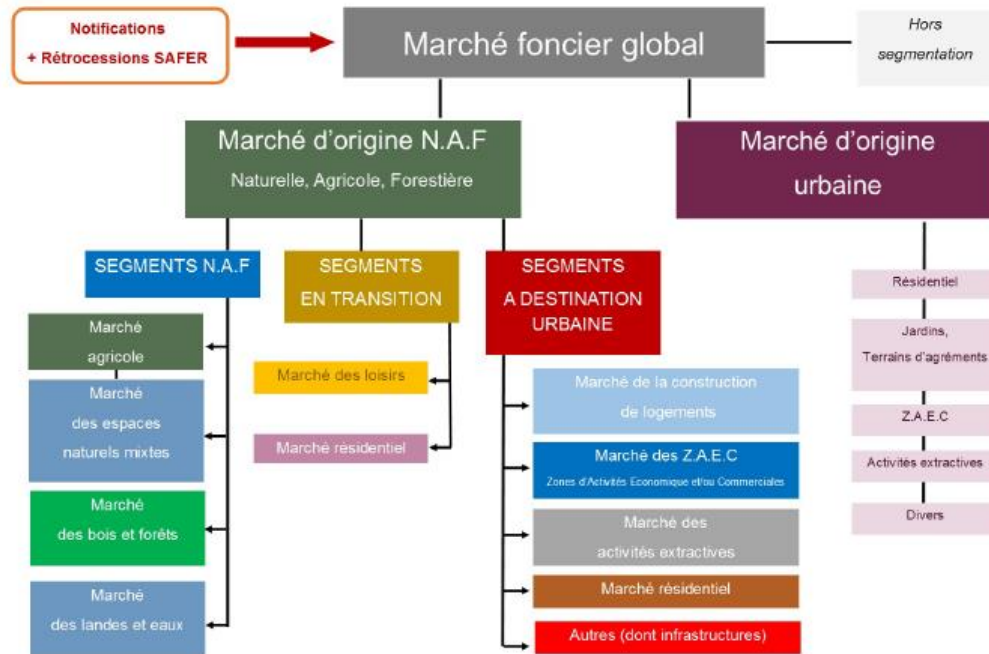 Notifications
+ Rétrocessions SAFER
Marché foncier global
Hors
segmentation
Marché d'origine N.A.F
Naturelle, Agricole, Forestière
Marché d'origine
urbaine
SEGMENTS N.A.F
SEGMENTS
EN TRANSITION
SEGMENTS
A DESTINATION
URBAINE
Marché
agricole
Marché
des espaces
naturels mixtes
Marché
des bois et forêts
Marché
des landes et eaux
Marché des loisirs
Marché résidentiel
Marché de la construction
de logements
Marché des Z.A.E.C
Zones d'Activités Economique et/ou Commerciales
Marché des
activités extractives
Marché résidentiel
Autres (dont infrastructures)
Résidentiel
Jardins,
Terrains d'agréments
Z.A.E.C
Activités extractives
Divers